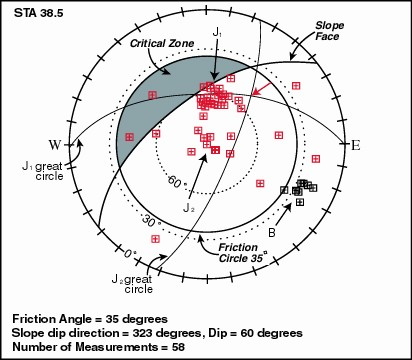 STA 38.5
J₁
Slope
Face
Critical Zone
W
E
J₁ great
circle
60°
J₂
30°
B
0°
Friction
Circle 35°
J₂ great
circle
Friction Angle = 35 degrees
Slope dip direction = 323 degrees, Dip = 60 degrees
Number of Measurements = 58